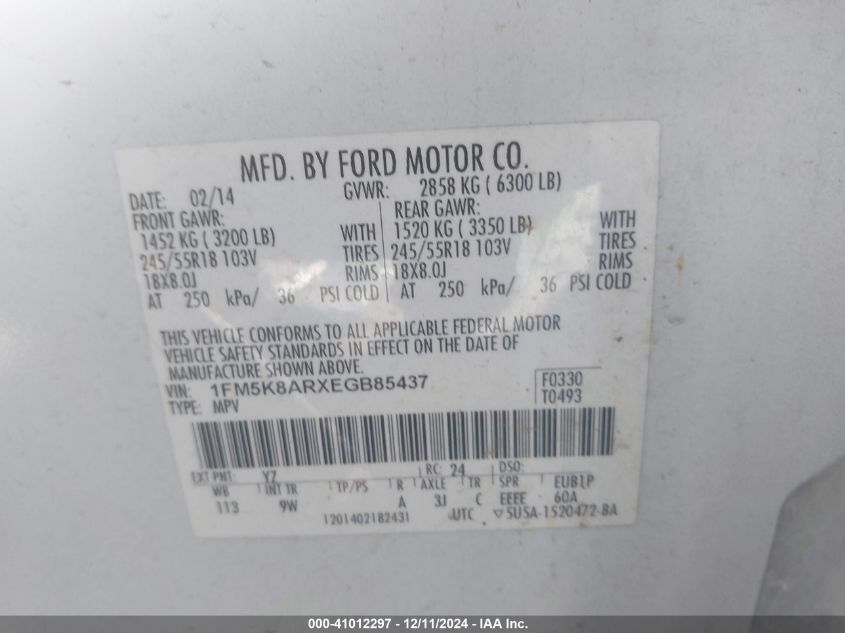 MFD. BY FORD MOTOR CO.
DATE: 02/14 GVWR: 2858 KG ( 6300 LB)
FRONT GAWR: REAR GAWR:
1452 KG ( 3200 LB) WITH 1520 KG ( 3350 LB) WITH
245/55R18 103V TIRES 245/55R18 103V TIRES
18X8.0J RIMS 18X8.0J RIMS
AT 250 kPa/ 36 PSI COLD AT 250 kPa/ 36 PSI COLD
THIS VEHICLE CONFORMS TO ALL APPLICABLE FEDERAL MOTOR
VEHICLE SAFETY STANDARDS IN EFFECT ON THE DATE OF
MANUFACTURE SHOWN ABOVE.
VIN: 1FM5K8ARXEGB85437 F0330
TYPE: MPV T0493
EXT PNT: YZ RC: 24 DSO:
WB INT TR TP/PS R AXLE TR SPR EUB1P
113 9W A 3J C EEEE 60A
1201402182431 UTC ▽5U5A-1520472-BA
000-41012297 - 12/11/2024 - IAA Inc.